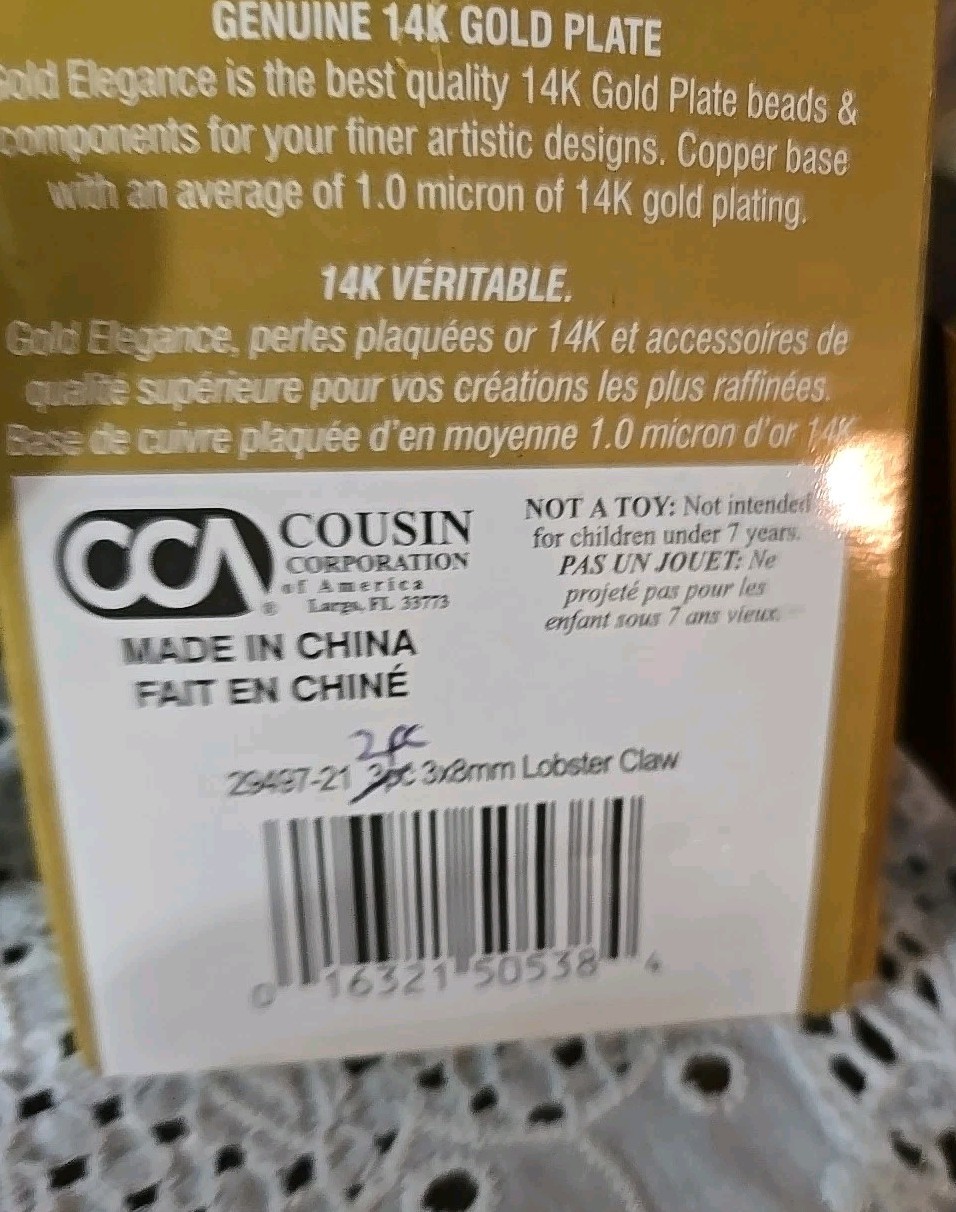 GENUINE 14K GOLD PLATE
Gold Elegance is the best quality 14K Gold Plate beads &
components for your finer artistic designs. Copper base
with an average of 1.0 micron of 14K gold plating.
14K VÉRITABLE.
Gold Elegance, perles plaquées or 14K et accessoires de
qualité supérieure pour vos créations les plus raffinées.
Base de cuivre plaquée d'en moyenne 1.0 micron d'or 14K
CCA COUSIN
CORPORATION
of America
Largo, FL 33773
®
NOT A TOY: Not intended
for children under 7 years.
PAS UN JOUET: Ne
projeté pas pour les
enfant sous 7 ans vieux.
MADE IN CHINA
FAIT EN CHINÉ
2pc
29497-21 3pc 3x8mm Lobster Claw
0 16321 50538 4